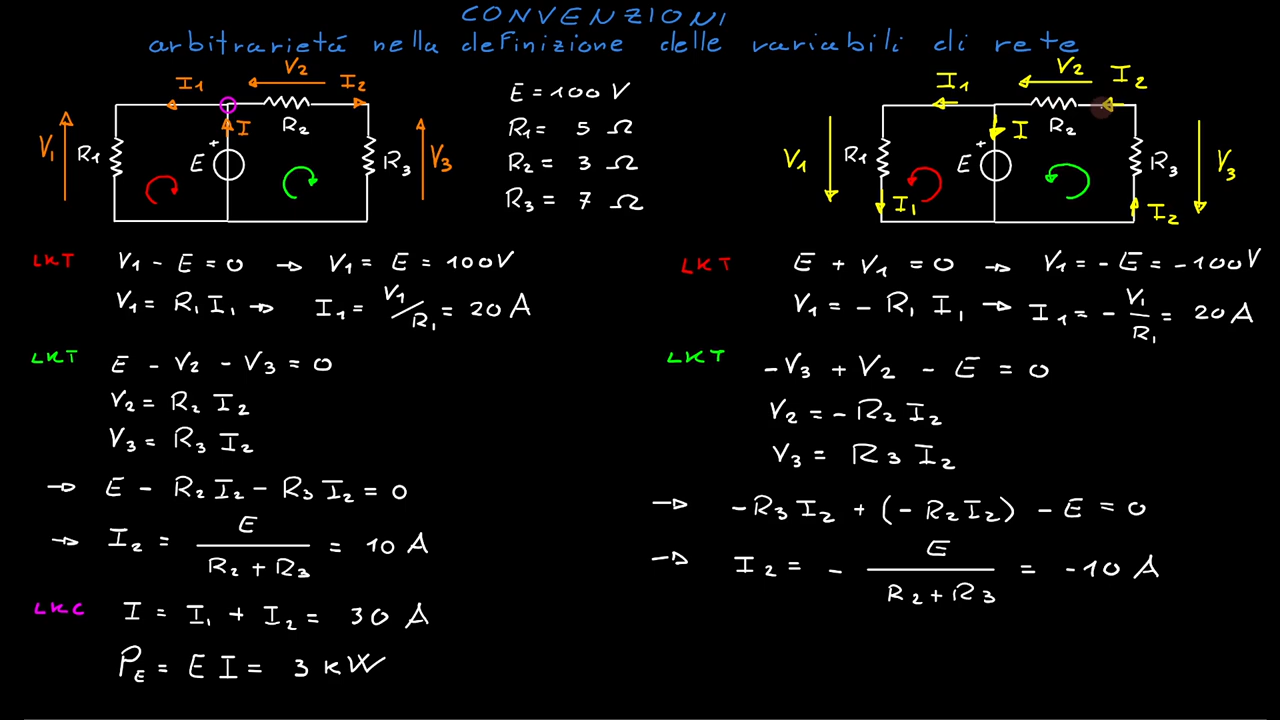 CONVENZIONI
arbitrarietá nella definizione delle variabili di rete
I1 V2 I2
V1 R1 + I E R2 R3 V3
E = 100 V
R1 = 5 Ω
R2 = 3 Ω
R3 = 7 Ω
I1 V2 I2
V1 R1 + I E R2 R3 V3
I1 I2
LKT V1 - E = 0 → V1 = E = 100V
V1 = R1 I1 → I1 = V1/R1 = 20 A
LKT E - V2 - V3 = 0
V2 = R2 I2
V3 = R3 I2
→ E - R2 I2 - R3 I2 = 0
→ I2 = E / (R2 + R3) = 10 A
LKC I = I1 + I2 = 30 A
PE = E I = 3 kW
LKT E + V1 = 0 → V1 = - E = -100V
V1 = - R1 I1 → I1 = - V1/R1 = 20 A
LKT -V3 + V2 - E = 0
V2 = - R2 I2
V3 = R3 I2
→ -R3 I2 + (- R2 I2) - E = 0
→ I2 = - E / (R2 + R3) = -10 A